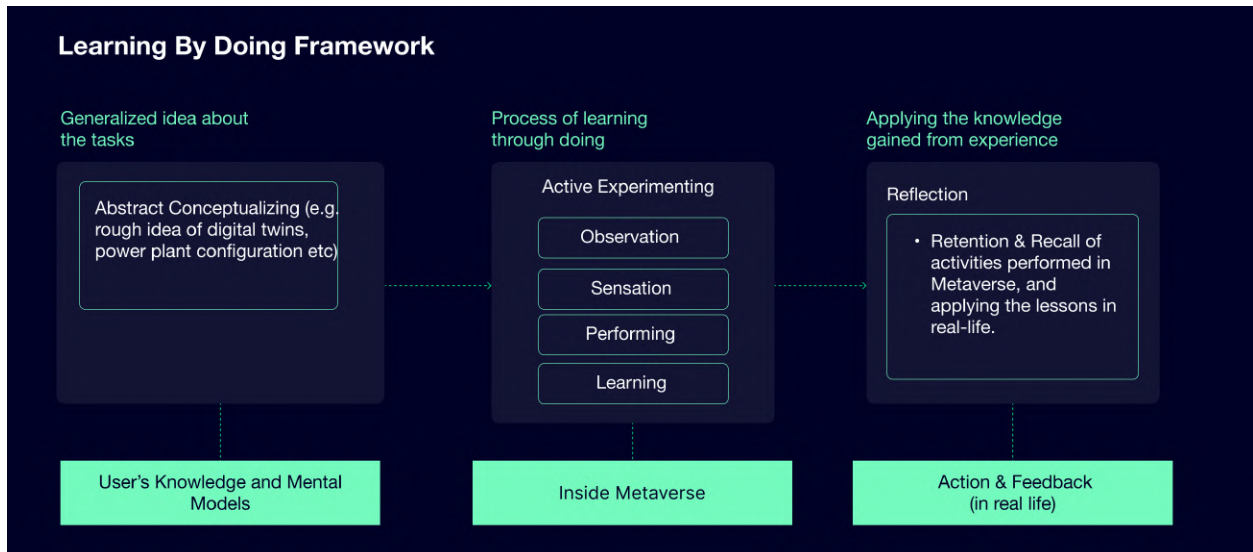 Learning By Doing Framework
Generalized idea about
the tasks
Abstract Conceptualizing (e.g.
rough idea of digital twins,
power plant configuration etc)
User's Knowledge and Mental
Models
Process of learning
through doing
Active Experimenting
Observation
Sensation
Performing
Learning
Inside Metaverse
Applying the knowledge
gained from experience
Reflection
• Retention & Recall of
activities performed in
Metaverse, and
applying the lessons in
real-life.
Action & Feedback
(in real life)